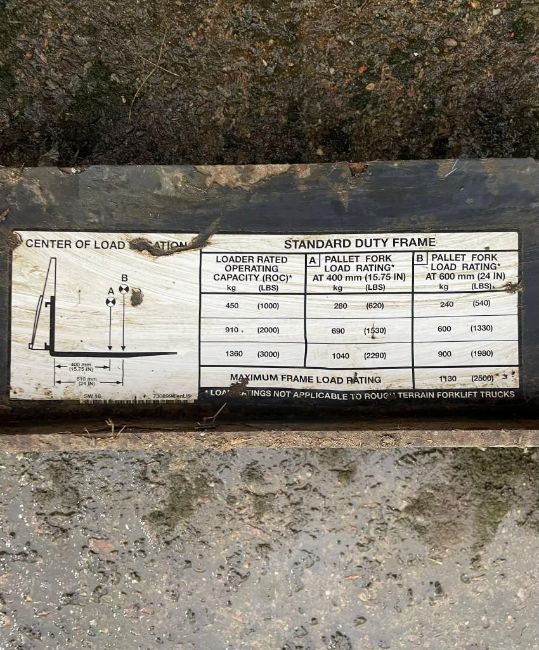 CENTER OF LOAD
STANDARD DUTY FRAME
LOADER RATED
OPERATING
CAPACITY (ROC)*
kg (LBS)
A PALLET FORK
LOAD RATING*
AT 400 mm (15.75 IN)
kg (LBS)
B PALLET FORK
LOAD RATING*
AT 600 mm (24 IN)
kg (LBS)
450 (1000) 280 (620) 240 (540)
910 (2000) 690 (1530) 600 (1330)
1360 (3000) 1040 (2290) 900 (1980)
MAXIMUM FRAME LOAD RATING 1130 (2500)
* LOAD RATINGS NOT APPLICABLE TO ROUGH TERRAIN FORKLIFT TRUCKS
B
A
400 mm
(15.75 IN)
610 mm
(24 IN)